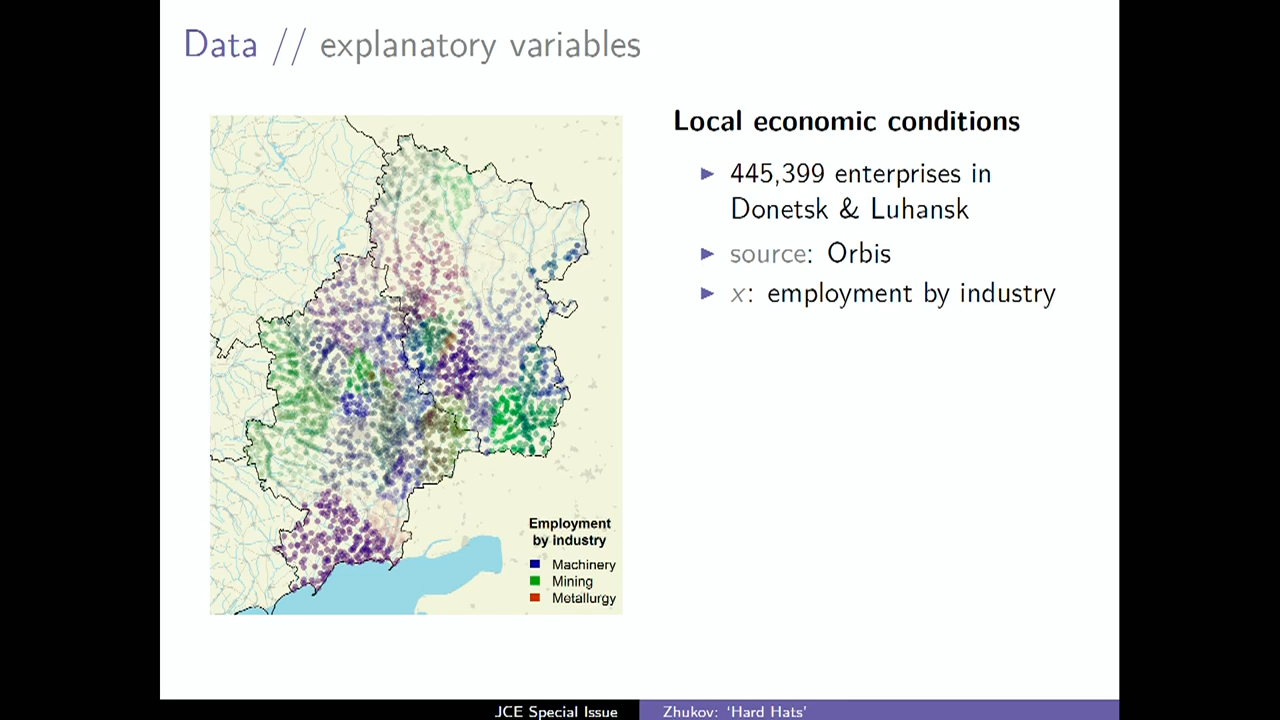 Data // explanatory variables
Local economic conditions
445,399 enterprises in
Donetsk & Luhansk
source: Orbis
x: employment by industry
Employment
by industry
Machinery
Mining
Metallurgy
JCE Special Issue
Zhukov: ‘Hard Hats’